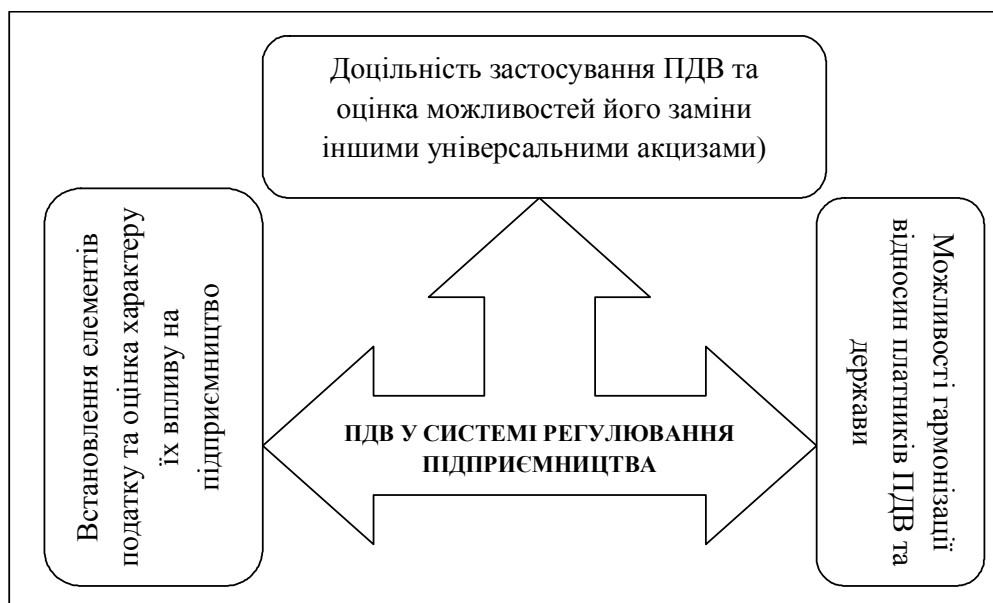 Доцільність застосування ПДВ та
оцінка можливостей його заміни
іншими універсальними акцизами)
Встановлення елементів
податку та оцінка характеру
їх впливу на
підприємництво
ПДВ У СИСТЕМІ РЕГУЛЮВАННЯ
ПІДПРИЄМНИЦТВА
Можливості гармонізації
відносин платників ПДВ та
держави